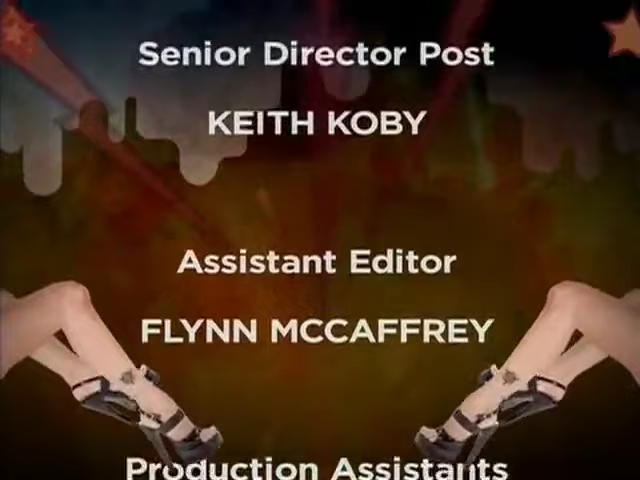 Senior Director Post
KEITH KOBY
Assistant Editor
FLYNN MCCAFFREY
Production Assistants